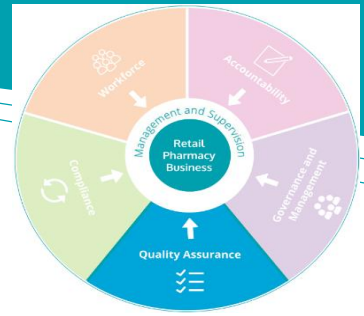 Workforce
Accountability
Management and Supervision
Retail
Pharmacy
Business
Compliance
Governance and
Management
Quality Assurance